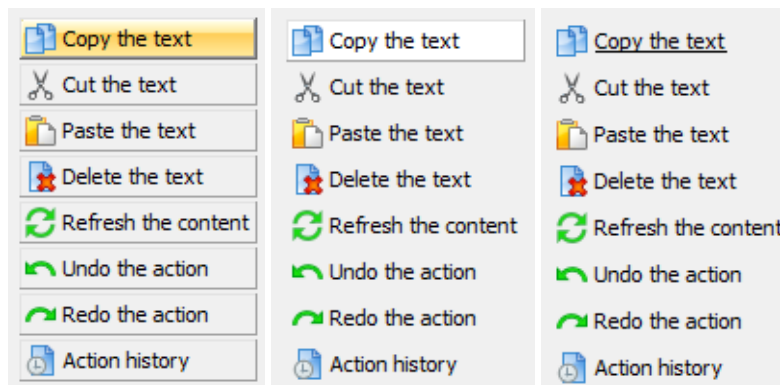 Copy the text
Cut the text
Paste the text
Delete the text
Refresh the content
Undo the action
Redo the action
Action history
Copy the text
Cut the text
Paste the text
Delete the text
Refresh the content
Undo the action
Redo the action
Action history
Copy the text
Cut the text
Paste the text
Delete the text
Refresh the content
Undo the action
Redo the action
Action history